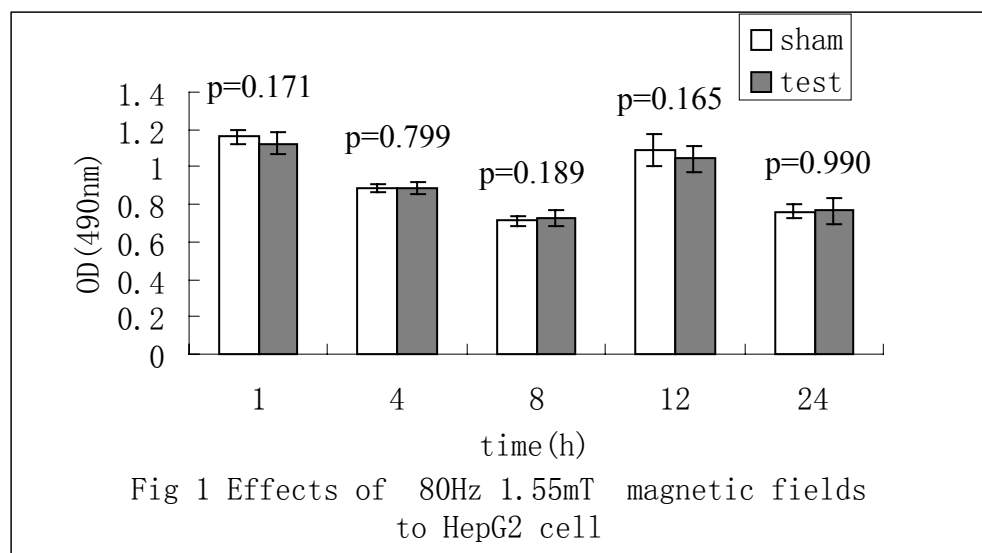 sham
test
p=0.171
p=0.799
p=0.189
p=0.165
p=0.990
1.4
1.2
1
0.8
0.6
0.4
0.2
0
OD(490nm)
1 4 8 12 24
time(h)
Fig 1 Effects of 80Hz 1.55mT magnetic fields
to HepG2 cell